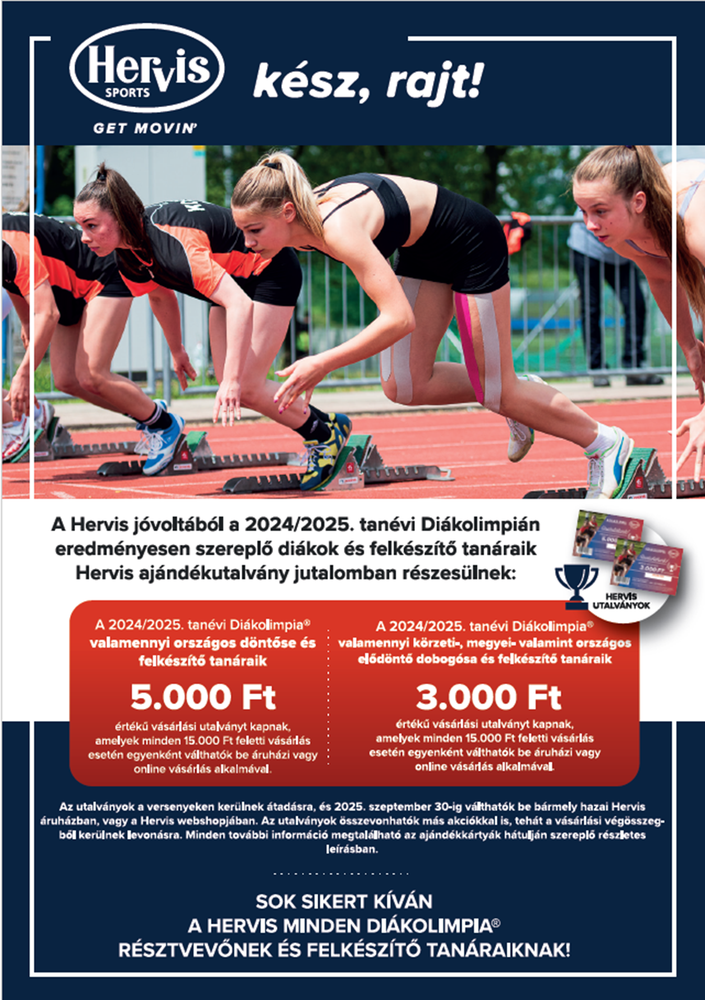 Hervis
SPORTS
GET MOVIN'
kész, rajt!
A Hervis jóvoltából a 2024/2025. tanévi Diákolimpián
eredményesen szereplő diákok és felkészítő tanáraik
Hervis ajándékutalvány jutalomban részesülnek:
3.000 FT
HERVIS
UTALVÁNYOK
A 2024/2025. tanévi Diákolimpia®
valamennyi országos döntőse és
felkészítő tanáraik
5.000 Ft
értékű vásárlási utalványt kapnak,
amelyek minden 15.000 Ft feletti vásárlás
esetén egyenként válthatók be áruházi vagy
online vásárlás alkalmával.
A 2024/2025. tanévi Diákolimpia®
valamennyi körzeti-, megyei- valamint országos
elődöntő dobogósa és felkészítő tanáraik
3.000 Ft
értékű vásárlási utalványt kapnak,
amelyek minden 15.000 Ft feletti vásárlás
esetén egyenként válthatók be áruházi vagy
online vásárlás alkalmával.
Az utalványok a versenyeken kerülnek átadásra, és 2025. szeptember 30-ig válthatók be bármely hazai Hervis
áruházban, vagy a Hervis webshopjában. Az utalványok összevonhatók más akciókkal is, tehát a vásárlási végösszeg-
ből kerülnek levonásra. Minden további információ megtalálható az ajándékkártyák hátulján szereplő részletes
leírásban.
SOK SIKERT KÍVÁN
A HERVIS MINDEN DIÁKOLIMPIA®
RÉSZTVEVŐNEK ÉS FELKÉSZÍTŐ TANÁRAIKNAK!